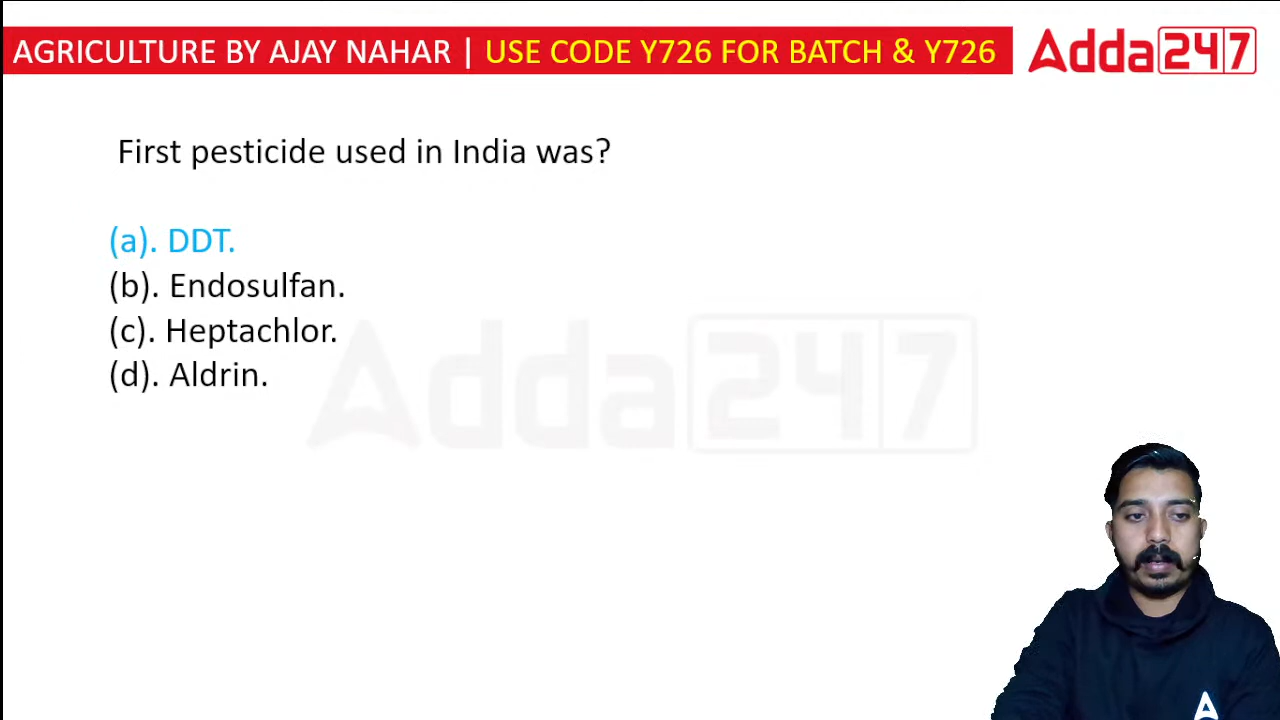 AGRICULTURE BY AJAY NAHAR | USE CODE Y726 FOR BATCH & Y726
Adda247
First pesticide used in India was?
(a). DDT.
(b). Endosulfan.
(c). Heptachlor.
(d). Aldrin.
Adda247